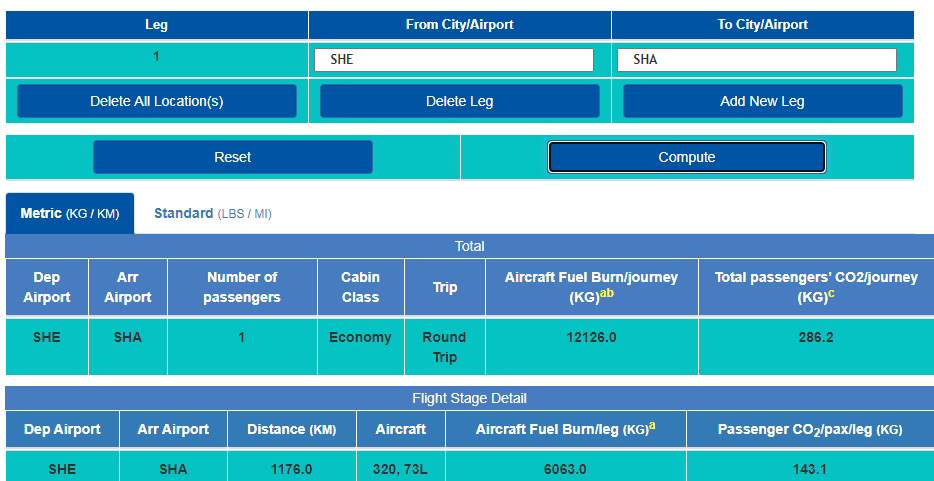 Leg From City/Airport To City/Airport
1 SHE SHA
Delete All Location(s) Delete Leg Add New Leg
Reset Compute
Metric (KG / KM) Standard (LBS / MI)
Total
Dep Airport Arr Airport Number of passengers Cabin Class Trip Aircraft Fuel Burn/journey (KG)ab Total passengers’ CO2/journey (KG)c
SHE SHA 1 Economy Round Trip 12126.0 286.2
Flight Stage Detail
Dep Airport Arr Airport Distance (KM) Aircraft Aircraft Fuel Burn/leg (KG)a Passenger CO2/pax/leg (KG)
SHE SHA 1176.0 320, 73L 6063.0 143.1